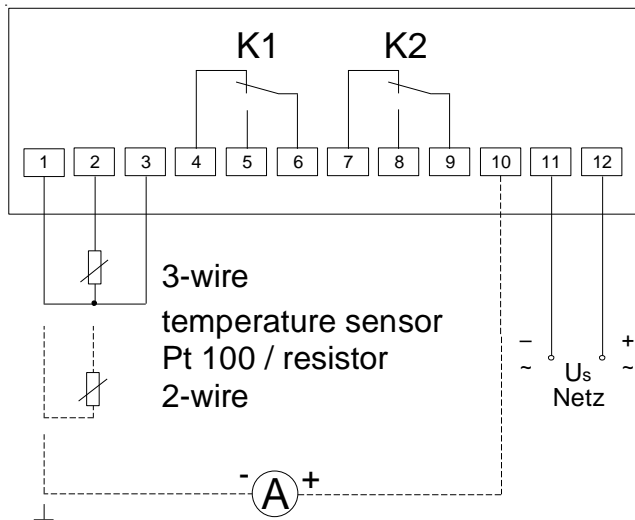 K1 K2
1 2 3 4 5 6 7 8 9 10 11 12
3-wire
temperature sensor
Pt 100 / resistor
2-wire
– +
~ ~
Us
Netz
- A +